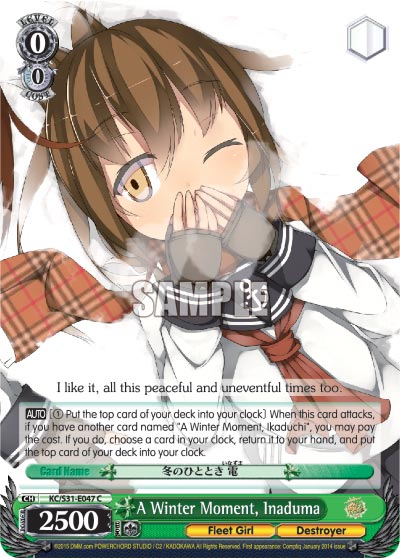 LEVEL
0
0
COST
SAMPLE
I like it, all this peaceful and uneventful times too.
AUTO [① Put the top card of your deck into your clock] When this card attacks,
if you have another card named "A Winter Moment, Ikaduchi", you may pay
the cost. If you do, choose a card in your clock, return it to your hand, and put
the top card of your deck into your clock.
Card Name 冬のひととき 電
いなずま
CH KC/S31-E047 C
A Winter Moment, Inaduma
2500
Fleet Girl Destroyer
©2015 DMM.com POWERCHORD STUDIO / C2 / KADOKAWA All Rights Reserved. First appearance: Comptiq January 2014 issue